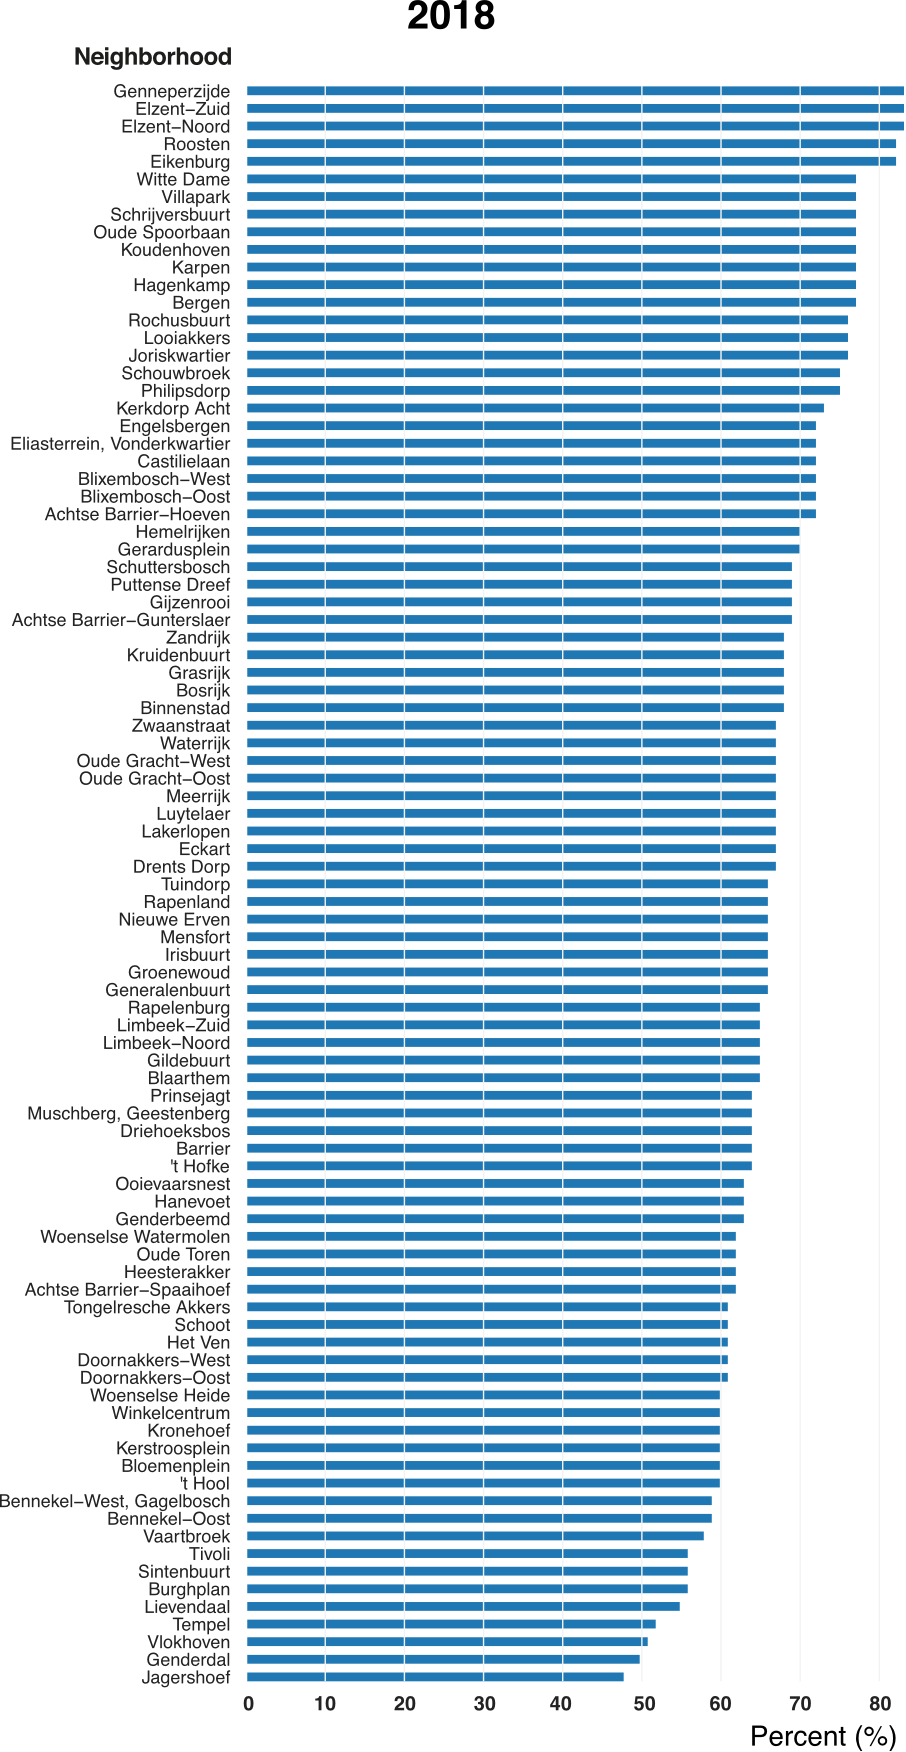 2018
Neighborhood
Genneperzijde
Elzent−Zuid
Elzent−Noord
Roosten
Eikenburg
Witte Dame
Villapark
Schrijversbuurt
Oude Spoorbaan
Koudenhoven
Karpen
Hagenkamp
Bergen
Rochusbuurt
Looiakkers
Joriskwartier
Schouwbroek
Philipsdorp
Kerkdorp Acht
Engelsbergen
Eliasterrein, Vonderkwartier
Castilielaan
Blixembosch−West
Blixembosch−Oost
Achtse Barrier−Hoeven
Hemelrijken
Gerardusplein
Schuttersbosch
Puttense Dreef
Gijzenrooi
Achtse Barrier−Gunterslaer
Zandrijk
Kruidenbuurt
Grasrijk
Bosrijk
Binnenstad
Zwaanstraat
Waterrijk
Oude Gracht−West
Oude Gracht−Oost
Meerrijk
Luytelaer
Lakerlopen
Eckart
Drents Dorp
Tuindorp
Rapenland
Nieuwe Erven
Mensfort
Irisbuurt
Groenewoud
Generalenbuurt
Rapelenburg
Limbeek−Zuid
Limbeek−Noord
Gildebuurt
Blaarthem
Prinsejagt
Muschberg, Geestenberg
Driehoeksbos
Barrier
't Hofke
Ooievaarsnest
Hanevoet
Genderbeemd
Woenselse Watermolen
Oude Toren
Heesterakker
Achtse Barrier−Spaaihoef
Tongelresche Akkers
Schoot
Het Ven
Doornakkers−West
Doornakkers−Oost
Woenselse Heide
Winkelcentrum
Kronehoef
Kerstroosplein
Bloemenplein
't Hool
Bennekel−West, Gagelbosch
Bennekel−Oost
Vaartbroek
Tivoli
Sintenbuurt
Burghplan
Lievendaal
Tempel
Vlokhoven
Genderdal
Jagershoef
0 10 20 30 40 50 60 70 80
Percent (%)